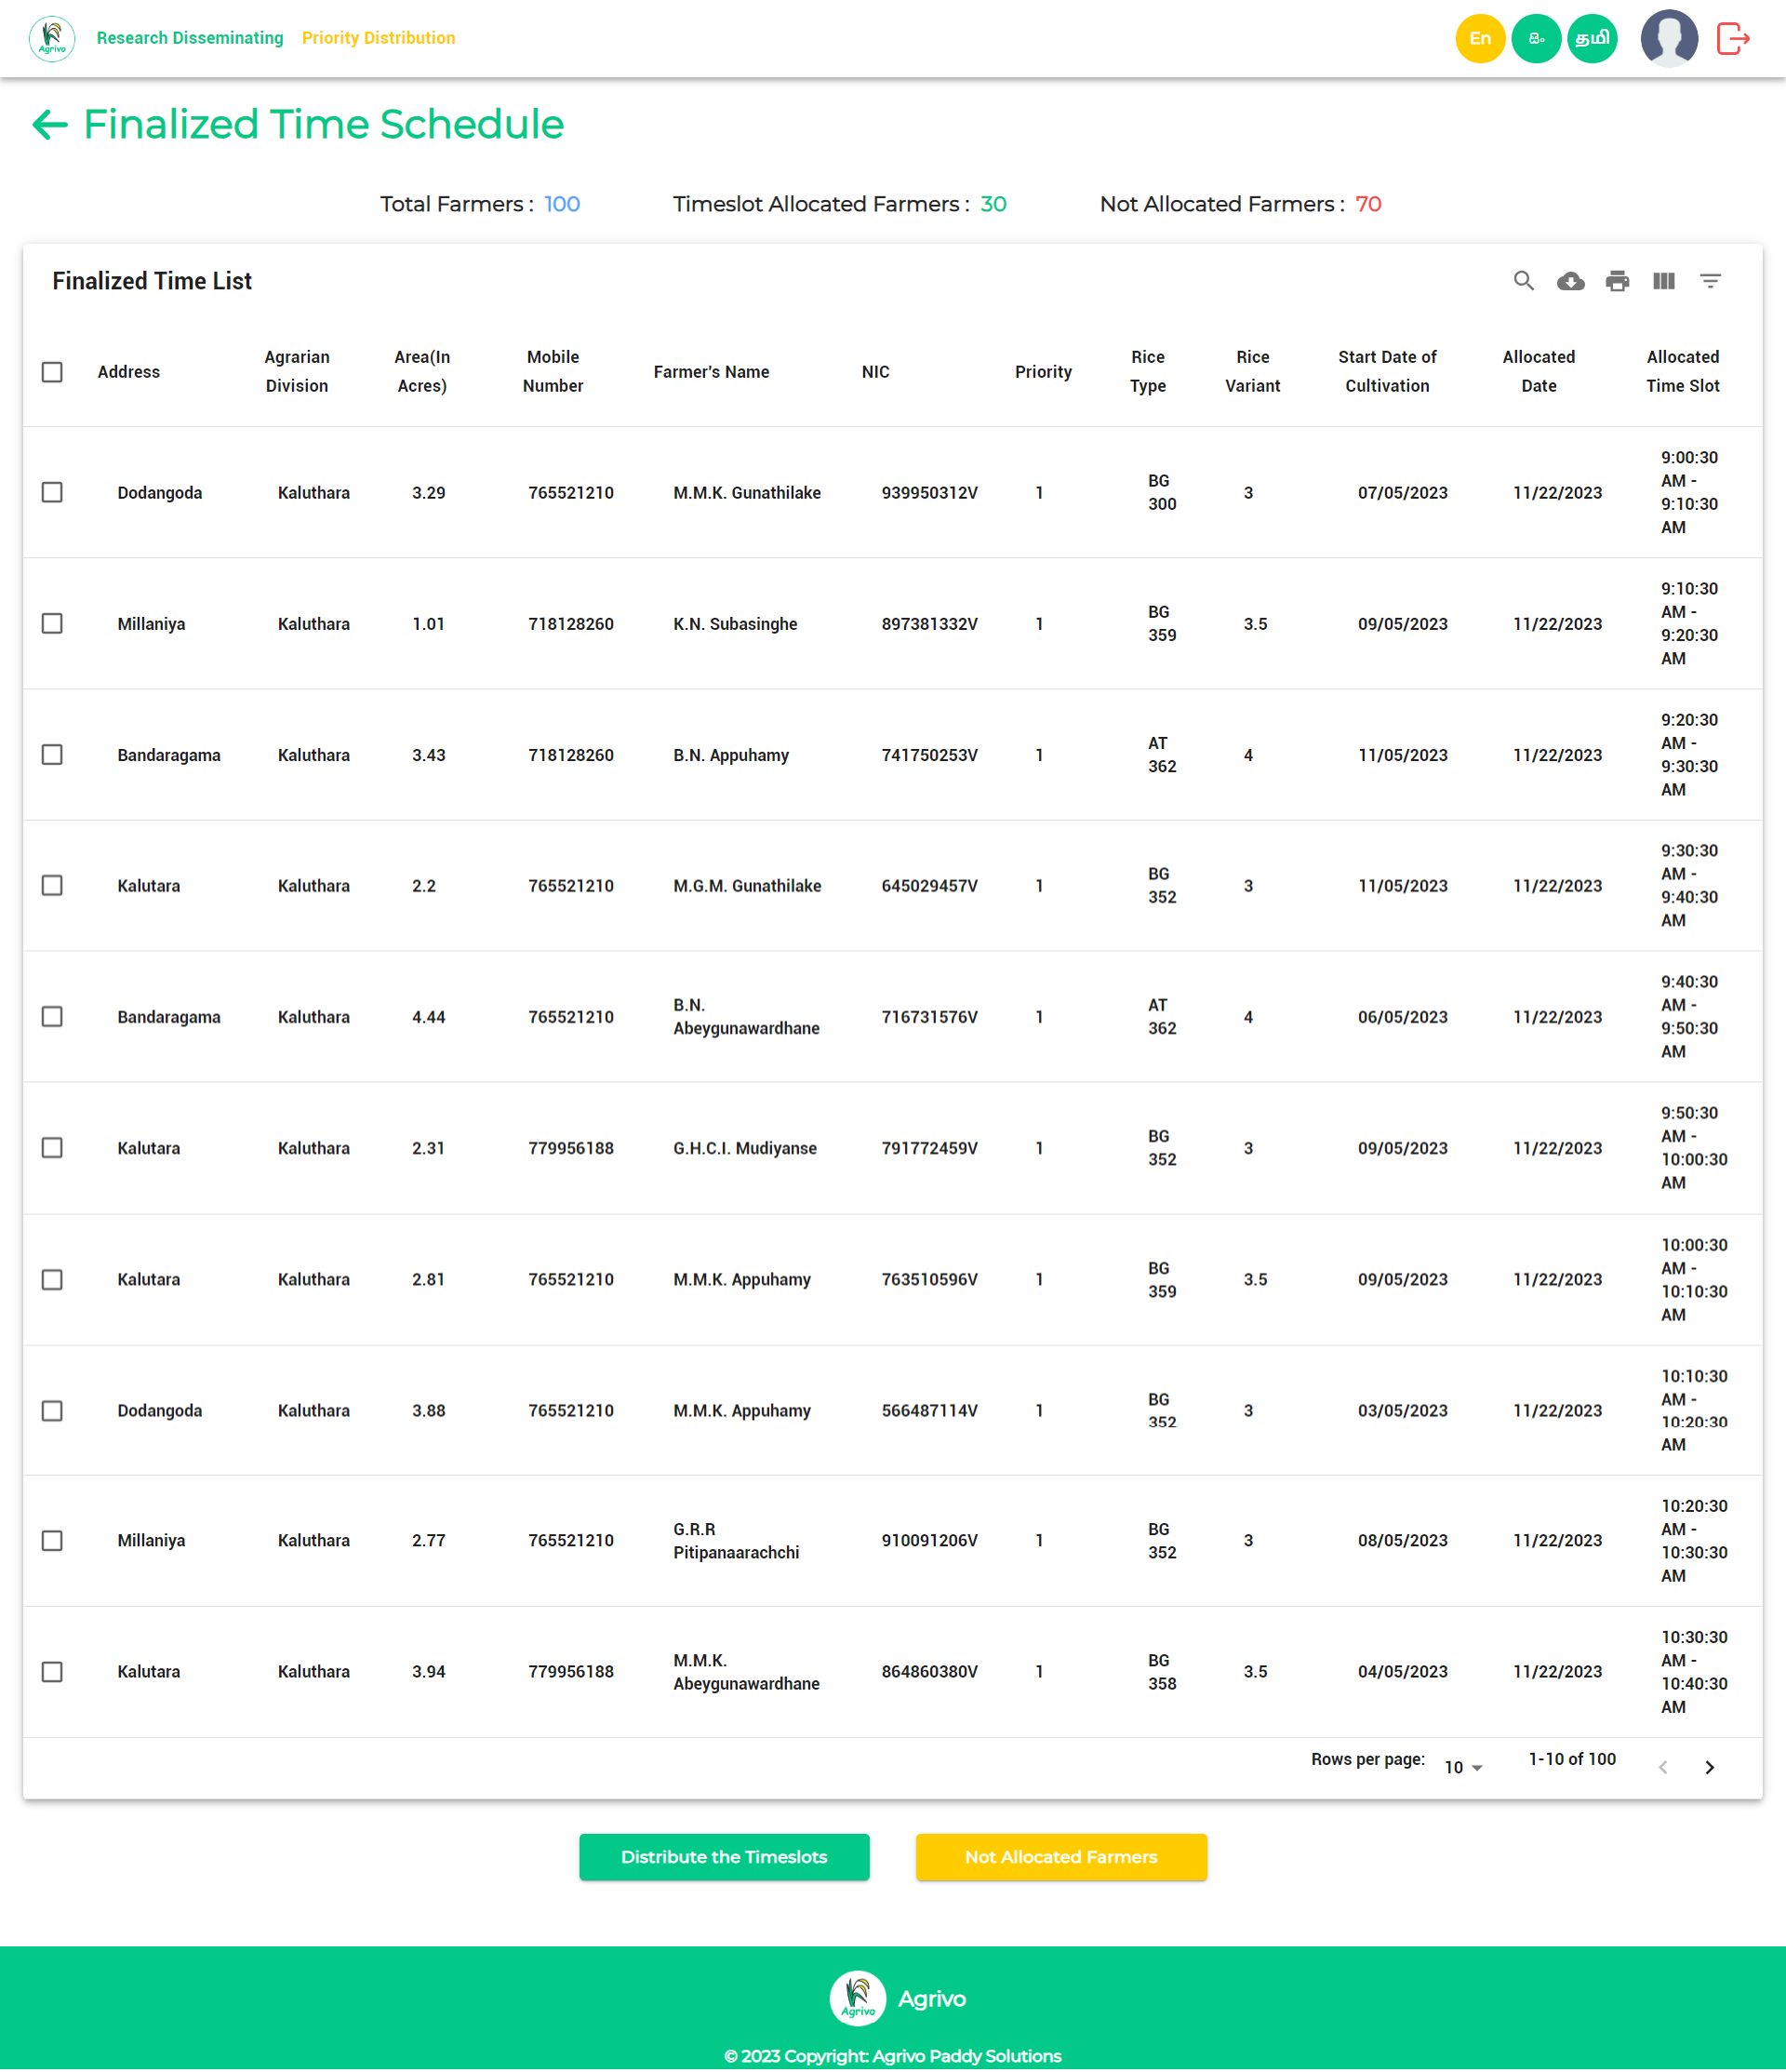 Agrivo
Research Disseminating Priority Distribution En සිං தமி
Finalized Time Schedule
Total Farmers : 100 Timeslot Allocated Farmers : 30 Not Allocated Farmers : 70
Finalized Time List
Address Agrarian Division Area(In Acres) Mobile Number Farmer's Name NIC Priority Rice Type Rice Variant Start Date of Cultivation Allocated Date Allocated Time Slot
Dodangoda Kaluthara 3.29 765521210 M.M.K. Gunathilake 939950312V 1 BG 300 3 07/05/2023 11/22/2023 9:00:30 AM - 9:10:30 AM
Millaniya Kaluthara 1.01 718128260 K.N. Subasinghe 897381332V 1 BG 359 3.5 09/05/2023 11/22/2023 9:10:30 AM - 9:20:30 AM
Bandaragama Kaluthara 3.43 718128260 B.N. Appuhamy 741750253V 1 AT 362 4 11/05/2023 11/22/2023 9:20:30 AM - 9:30:30 AM
Kalutara Kaluthara 2.2 765521210 M.G.M. Gunathilake 645029457V 1 BG 352 3 11/05/2023 11/22/2023 9:30:30 AM - 9:40:30 AM
Bandaragama Kaluthara 4.44 765521210 B.N. Abeygunawardhane 716731576V 1 AT 362 4 06/05/2023 11/22/2023 9:40:30 AM - 9:50:30 AM
Kalutara Kaluthara 2.31 779956188 G.H.C.I. Mudiyanse 791772459V 1 BG 352 3 09/05/2023 11/22/2023 9:50:30 AM - 10:00:30 AM
Kalutara Kaluthara 2.81 765521210 M.M.K. Appuhamy 763510596V 1 BG 359 3.5 09/05/2023 11/22/2023 10:00:30 AM - 10:10:30 AM
Dodangoda Kaluthara 3.88 765521210 M.M.K. Appuhamy 566487114V 1 BG 352 3 03/05/2023 11/22/2023 10:10:30 AM - 10:20:30 AM
Millaniya Kaluthara 2.77 765521210 G.R.R Pitipanaarachchi 910091206V 1 BG 352 3 08/05/2023 11/22/2023 10:20:30 AM - 10:30:30 AM
Kalutara Kaluthara 3.94 779956188 M.M.K. Abeygunawardhane 864860380V 1 BG 358 3.5 04/05/2023 11/22/2023 10:30:30 AM - 10:40:30 AM
Rows per page: 10 1-10 of 100
Distribute the Timeslots Not Allocated Farmers
Agrivo Agrivo
© 2023 Copyright: Agrivo Paddy Solutions